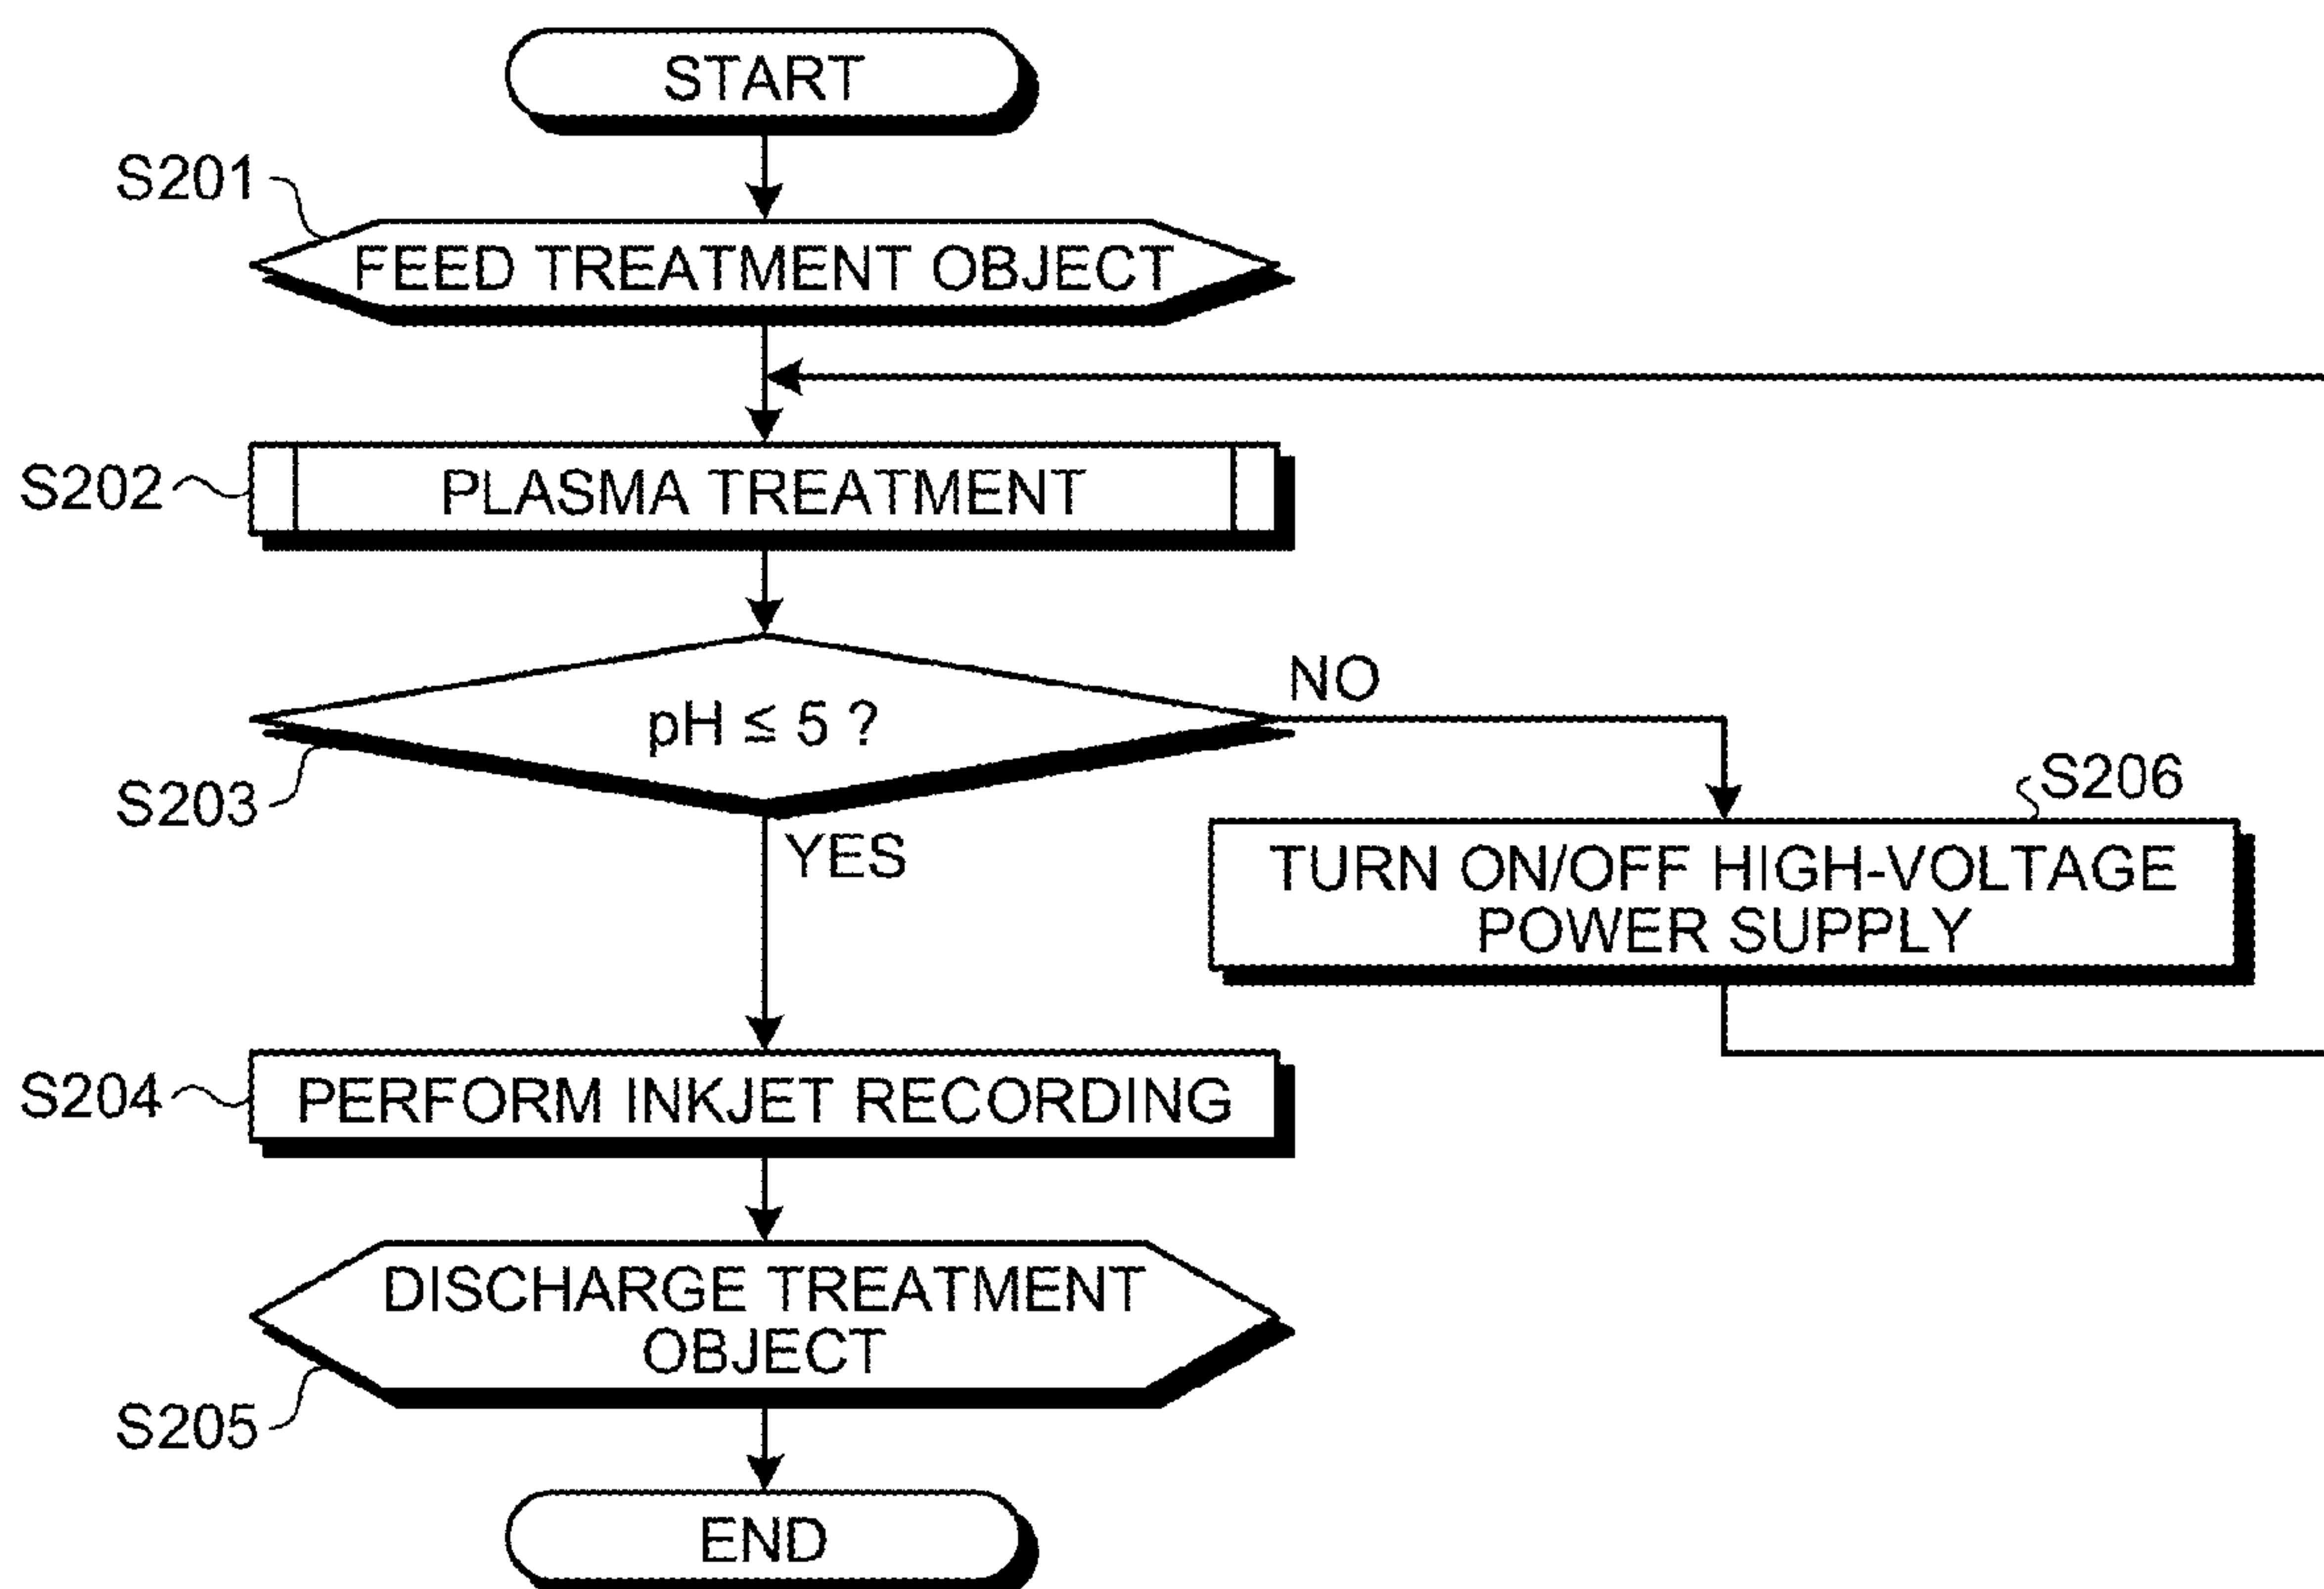 START
S201
FEED TREATMENT OBJECT
S202
PLASMA TREATMENT
pH ≦ 5 ?
NO
S203
YES
S206
TURN ON/OFF HIGH-VOLTAGE
POWER SUPPLY
S204
PERFORM INKJET RECORDING
DISCHARGE TREATMENT
OBJECT
S205
END